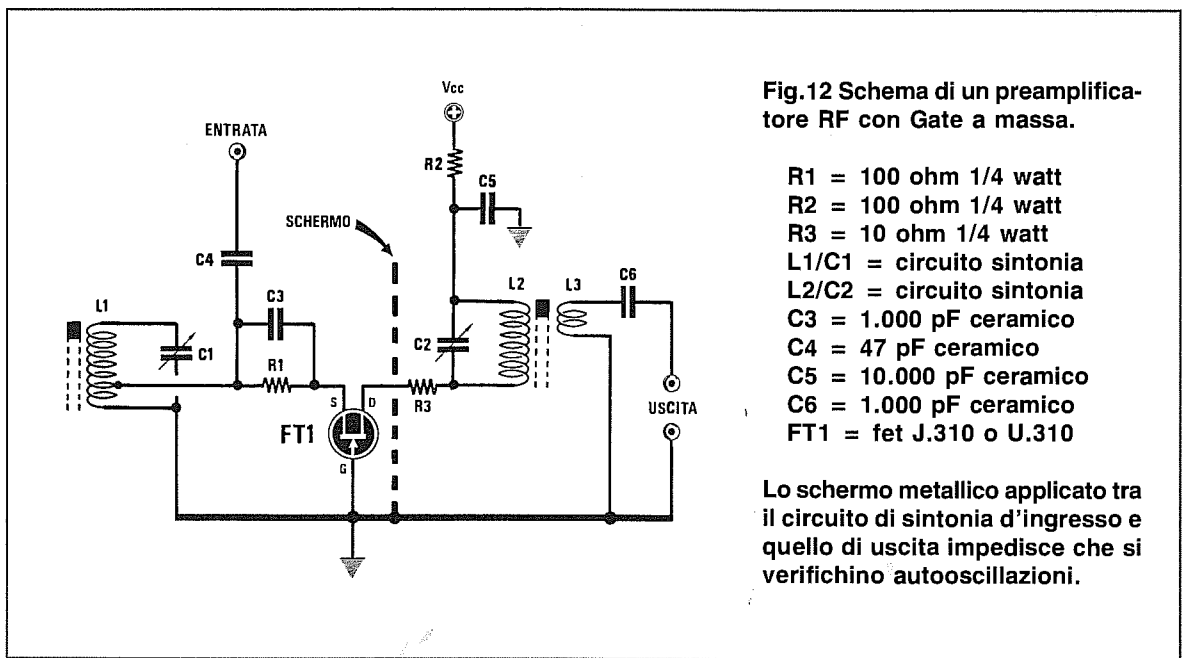 Vcc
ENTRATA
R2
C5
SCHERMO
C4
L1
C3
L2
L3
C6
C1
C2
R1
S
D
R3
FT1
G
USCITA
Fig.12 Schema di un preamplifica-
tore RF con Gate a massa.
R1 = 100 ohm 1/4 watt
R2 = 100 ohm 1/4 watt
R3 = 10 ohm 1/4 watt
L1/C1 = circuito sintonia
L2/C2 = circuito sintonia
C3 = 1.000 pF ceramico
C4 = 47 pF ceramico
C5 = 10.000 pF ceramico
C6 = 1.000 pF ceramico
FT1 = fet J.310 o U.310
Lo schermo metallico applicato tra
il circuito di sintonia d'ingresso e
quello di uscita impedisce che si
verifichino autooscillazioni.